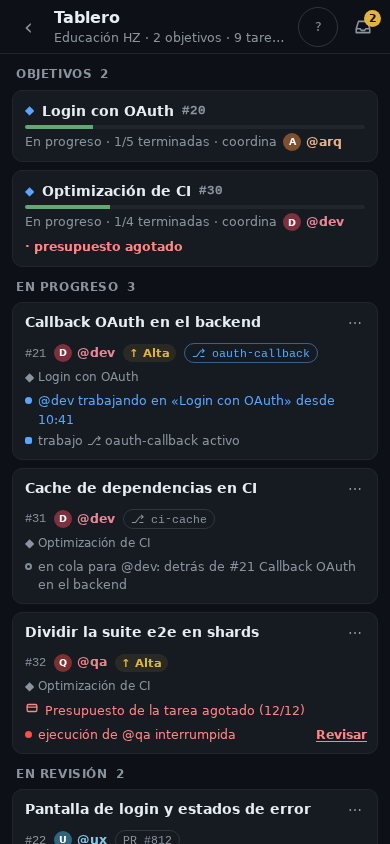 Tablero
Educación HZ · 2 objetivos · 9 tare…
?
2
OBJETIVOS 2
Login con OAuth #20
En progreso · 1/5 terminadas · coordina A @arq
Optimización de CI #30
En progreso · 1/4 terminadas · coordina D @dev
· presupuesto agotado
EN PROGRESO 3
Callback OAuth en el backend ···
#21 D @dev ↑ Alta oauth-callback
Login con OAuth
@dev trabajando en «Login con OAuth» desde
10:41
trabajo oauth-callback activo
Cache de dependencias en CI ···
#31 D @dev ci-cache
Optimización de CI
en cola para @dev: detrás de #21 Callback OAuth
en el backend
Dividir la suite e2e en shards ···
#32 Q @qa ↑ Alta
Optimización de CI
Presupuesto de la tarea agotado (12/12)
ejecución de @qa interrumpida Revisar
EN REVISIÓN 2
Pantalla de login y estados de error ···
#22 U @ux PR #812